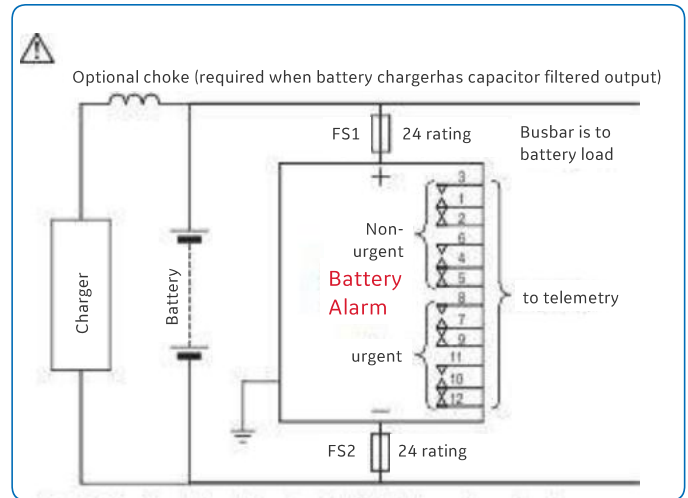 Optional choke (required when battery chargerhas capacitor filtered output)
FS1
24 rating
Busbar is to
battery load
+
3
1
2
Non-
urgent
6
4
5
Battery
Alarm
Charger
Battery
to telemetry
8
7
9
urgent
11
10
12
FS2
24 rating